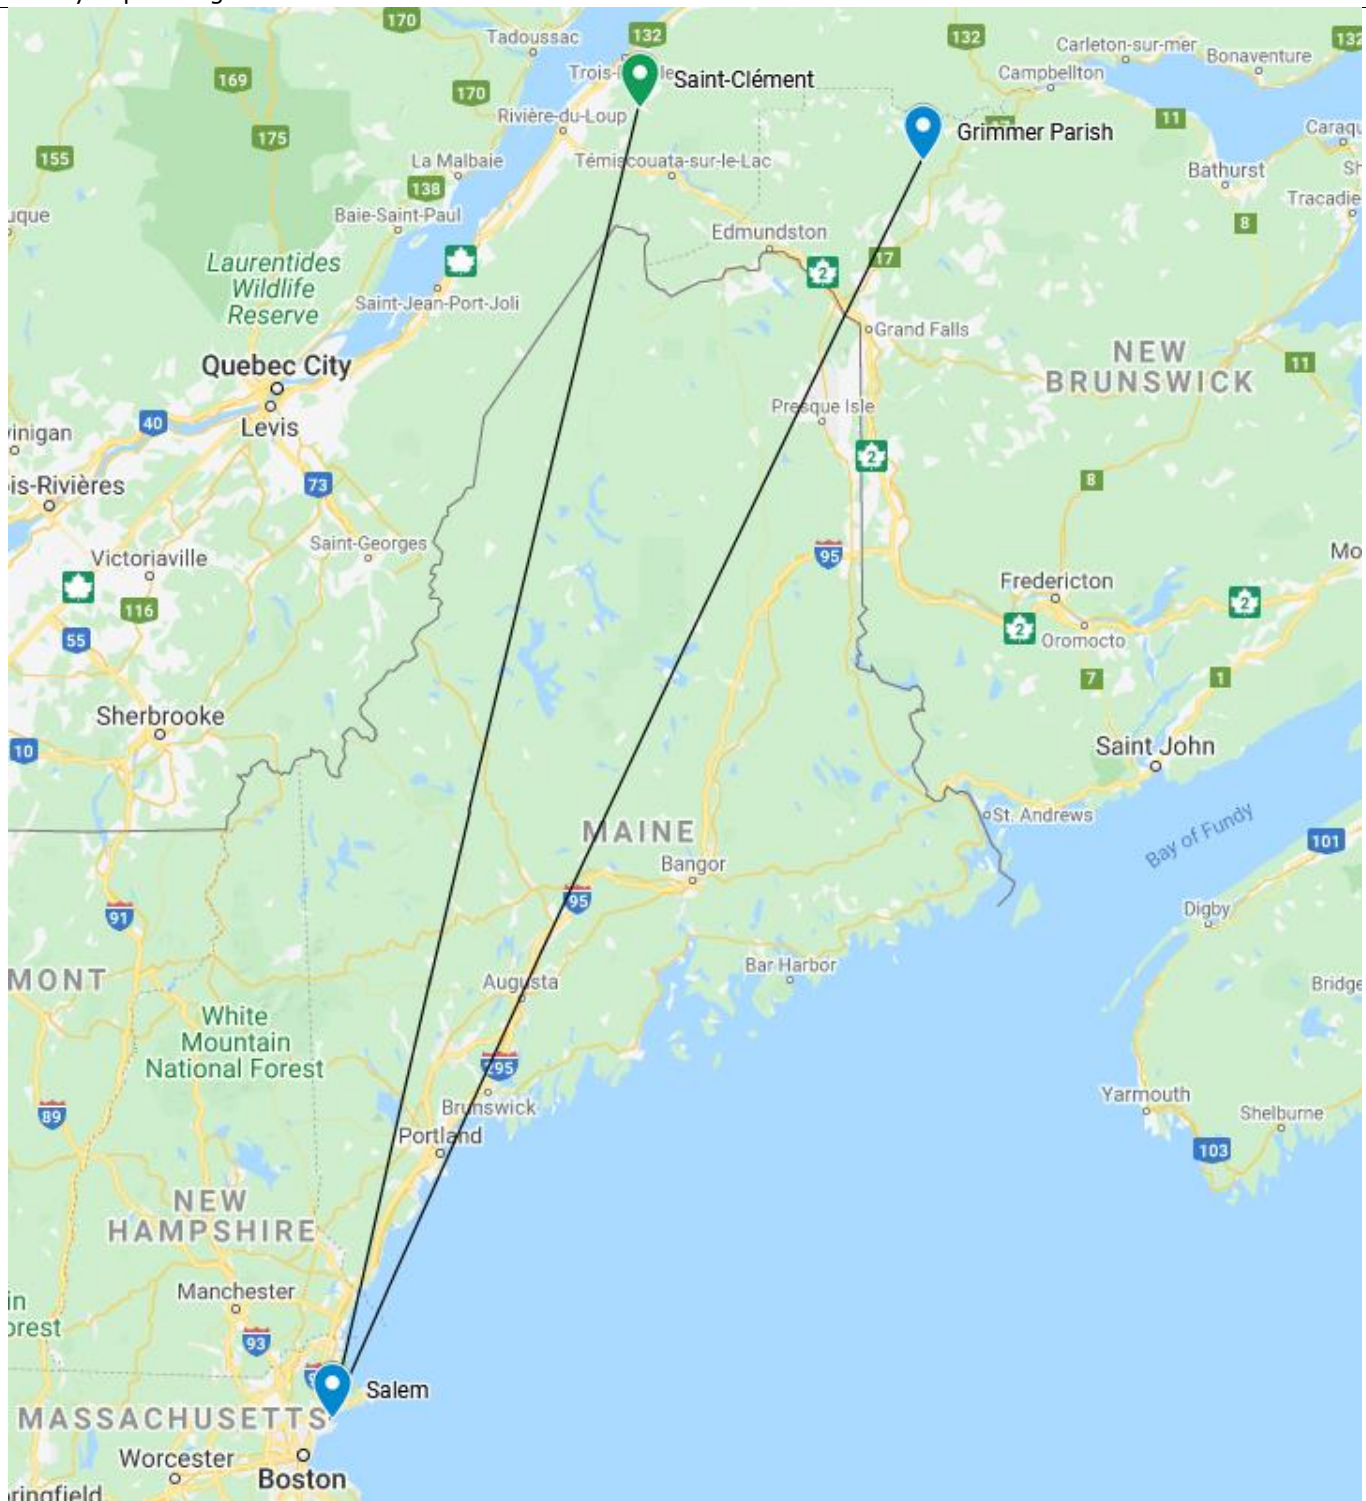 170
132
132
132
Tadoussac
Carleton-sur-mer
Bonaventure
169
170
Saint-Clément
Campbellton
Rivière-du-Loup
11
175
Grimmer Parish
Caraqu
155
La Malbaie
Témiscouata-sur-le-Lac
Bathurst
138
Tracadie
Baie-Saint-Paul
8
Edmundston
Laurentides
Wildlife
Reserve
17
2
Saint-Jean-Port-Joli
Grand Falls
NEW
BRUNSWICK
Quebec City
11
40
Presque Isle
Levis
2
73
8
Victoriaville
Saint-Georges
95
Fredericton
116
2
2
55
Oromocto
7
1
Sherbrooke
10
Saint John
MAINE
St. Andrews
Bay of Fundy
101
Bangor
95
91
Digby
MONT
Augusta
Bar Harbor
Bridge
White
Mountain
National Forest
295
89
Brunswick
Yarmouth
Shelburne
Portland
103
NEW
HAMPSHIRE
Manchester
93
Salem
MASSACHUSETTS
Worcester
Boston